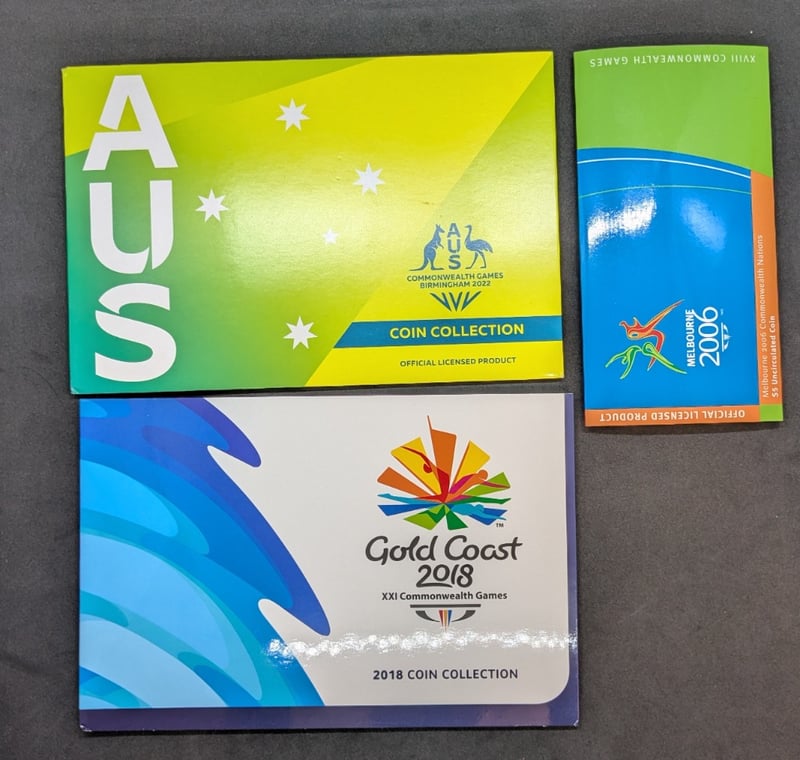 AUS
AUS
COMMONWEALTH GAMES
BIRMINGHAM 2022
COIN COLLECTION
OFFICIAL LICENSED PRODUCT
XVIII COMMONWEALTH GAMES
MELBOURNE
2006
Melbourne 2006 Commonwealth Nations
$5 Uncirculated Coin
OFFICIAL LICENSED PRODUCT
TM
Gold Coast
2018
XXI Commonwealth Games
2018 COIN COLLECTION